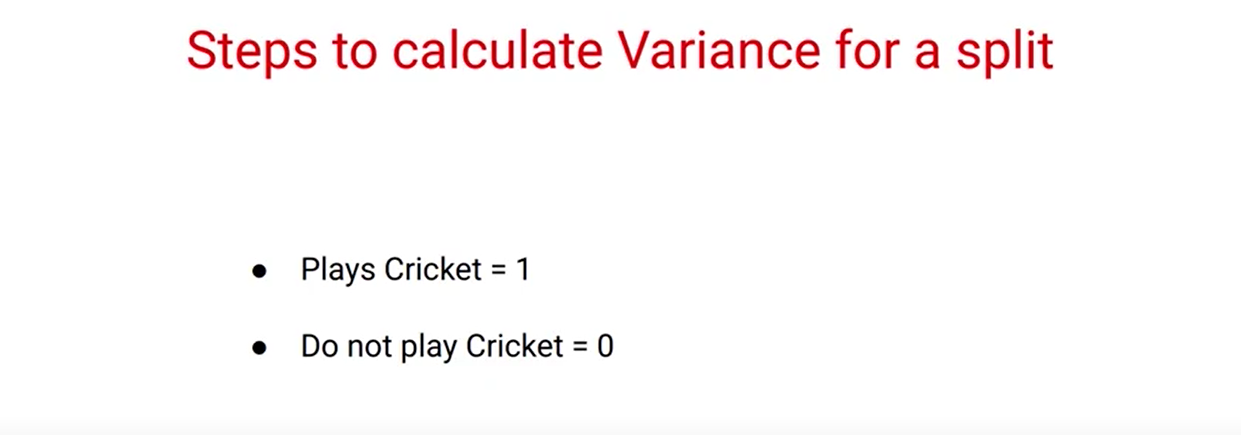 Steps to calculate Variance for a split
● Plays Cricket = 1
● Do not play Cricket = 0